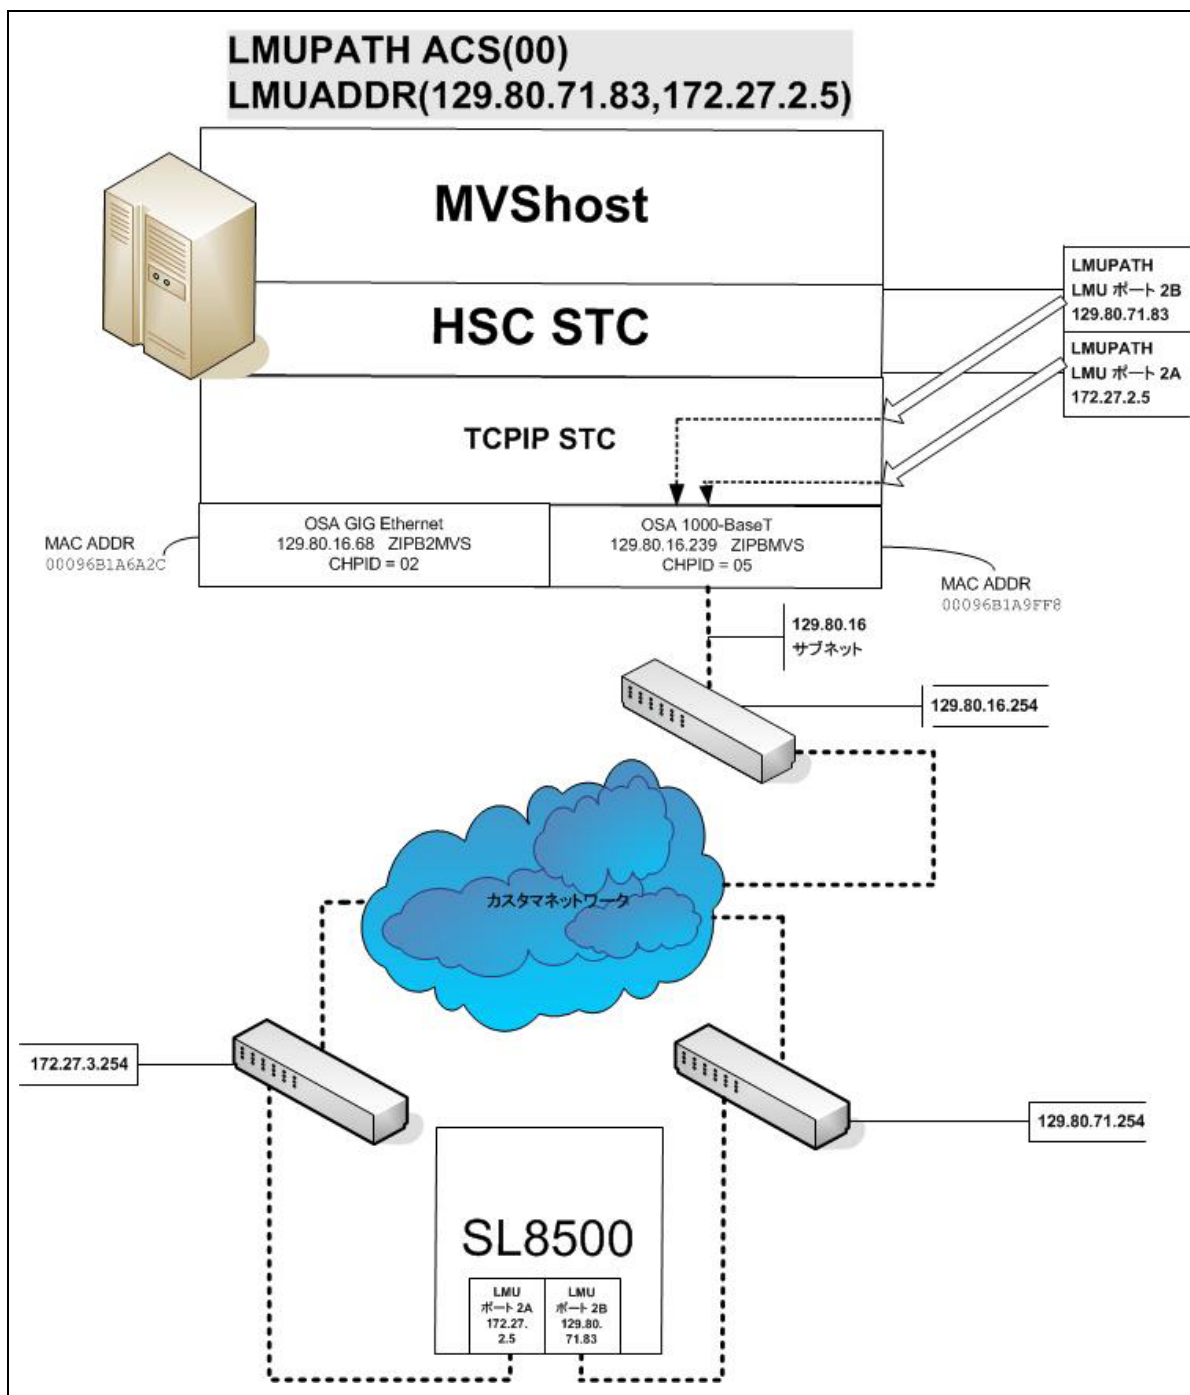 LMUPATH ACS(00)
LMUADDR(129.80.71.83,172.27.2.5)
MVShost
HSC STC
TCPIP STC
LMUPATH
LMU ポート 2B
129.80.71.83
LMUPATH
LMU ポート 2A
172.27.2.5
OSA GIG Ethernet
129.80.16.68 ZIPB2MVS
CHPID = 02
OSA 1000-BaseT
129.80.16.239 ZIPBMVS
CHPID = 05
MAC ADDR
00096B1A6A2C
MAC ADDR
00096B1A9FF8
129.80.16
サブネット
129.80.16.254
カスタマネットワータ
172.27.3.254
129.80.71.254
SL8500
LMU
ポート 2A
172.27.
2.5
LMU
ポート 2B
129.80.
71.83